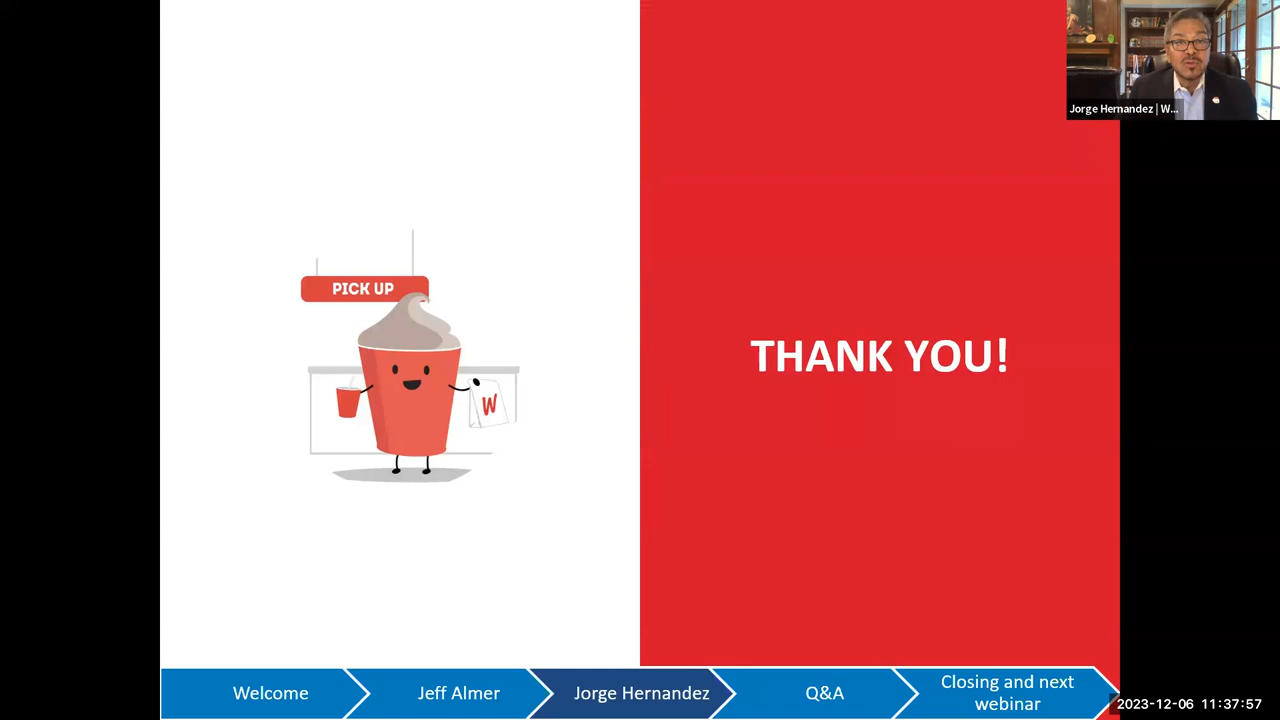 Jorge Hernandez | W...
PICK UP
W
THANK YOU!
Welcome
Jeff Almer
Jorge Hernandez
Q&A
Closing and next
webinar
2023-12-06 11:37:57